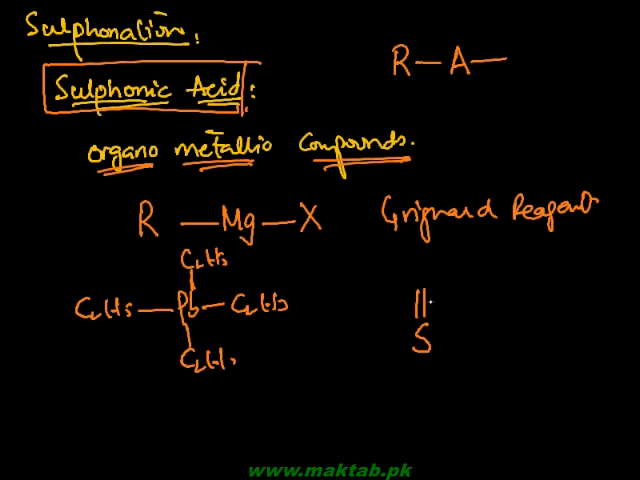 Sulphonation:
R—A—
Sulphonic Acid:
organo metallic Compounds.
R—Mg—X Grignard Reagent
C2H5
C2H5—Pb—C2H5
||
S
C2H5
www.maktab.pk